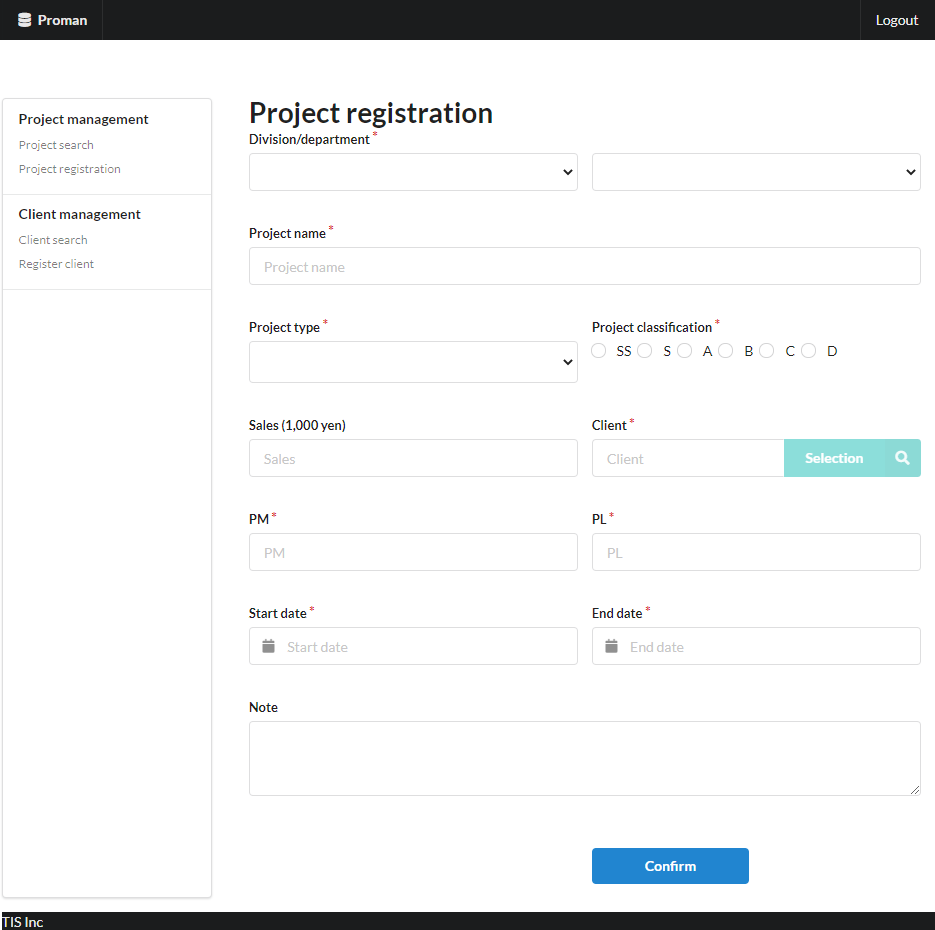 Proman
Logout
Project management
Project search
Project registration
Client management
Client search
Register client
Project registration
Division/department *
Project name *
Project name
Project type *
Project classification *
SS S A B C D
Sales (1,000 yen)
Client *
Sales
Client
Selection
PM *
PL *
PM
PL
Start date *
End date *
Start date
End date
Note
Confirm
TIS Inc